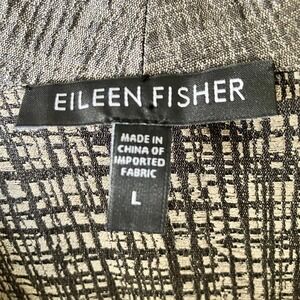 EILEEN FISHER
MADE IN
CHINA OF
IMPORTED
FABRIC
L